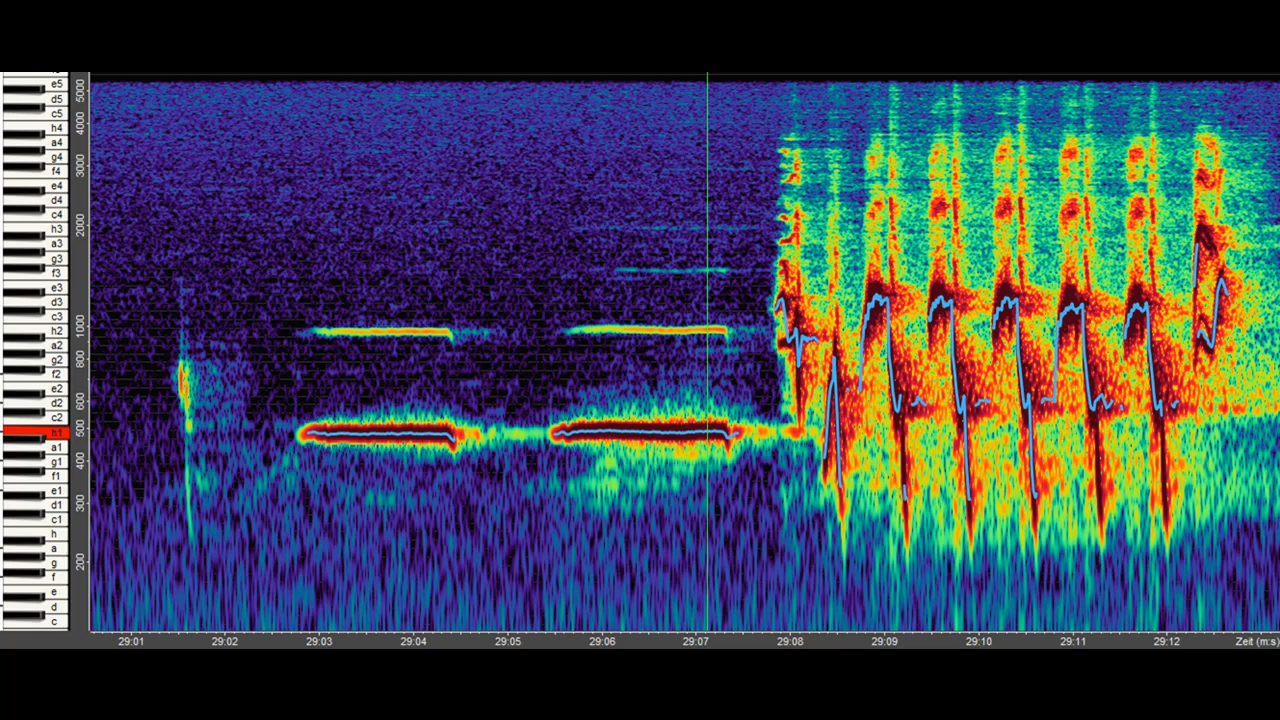 e5
d5
c5
h4
a4
g4
f4
e4
d4
c4
h3
a3
g3
f3
e3
d3
c3
h2
a2
g2
f2
e2
d2
c2
h1
a1
g1
f1
e1
d1
c1
h
a
g
f
e
d
c
5000
4000
3000
2000
1000
800
600
500
400
300
200
29:01 29:02 29:03 29:04 29:05 29:06 29:07 29:08 29:09 29:10 29:11 29:12 Zeit (m:s)